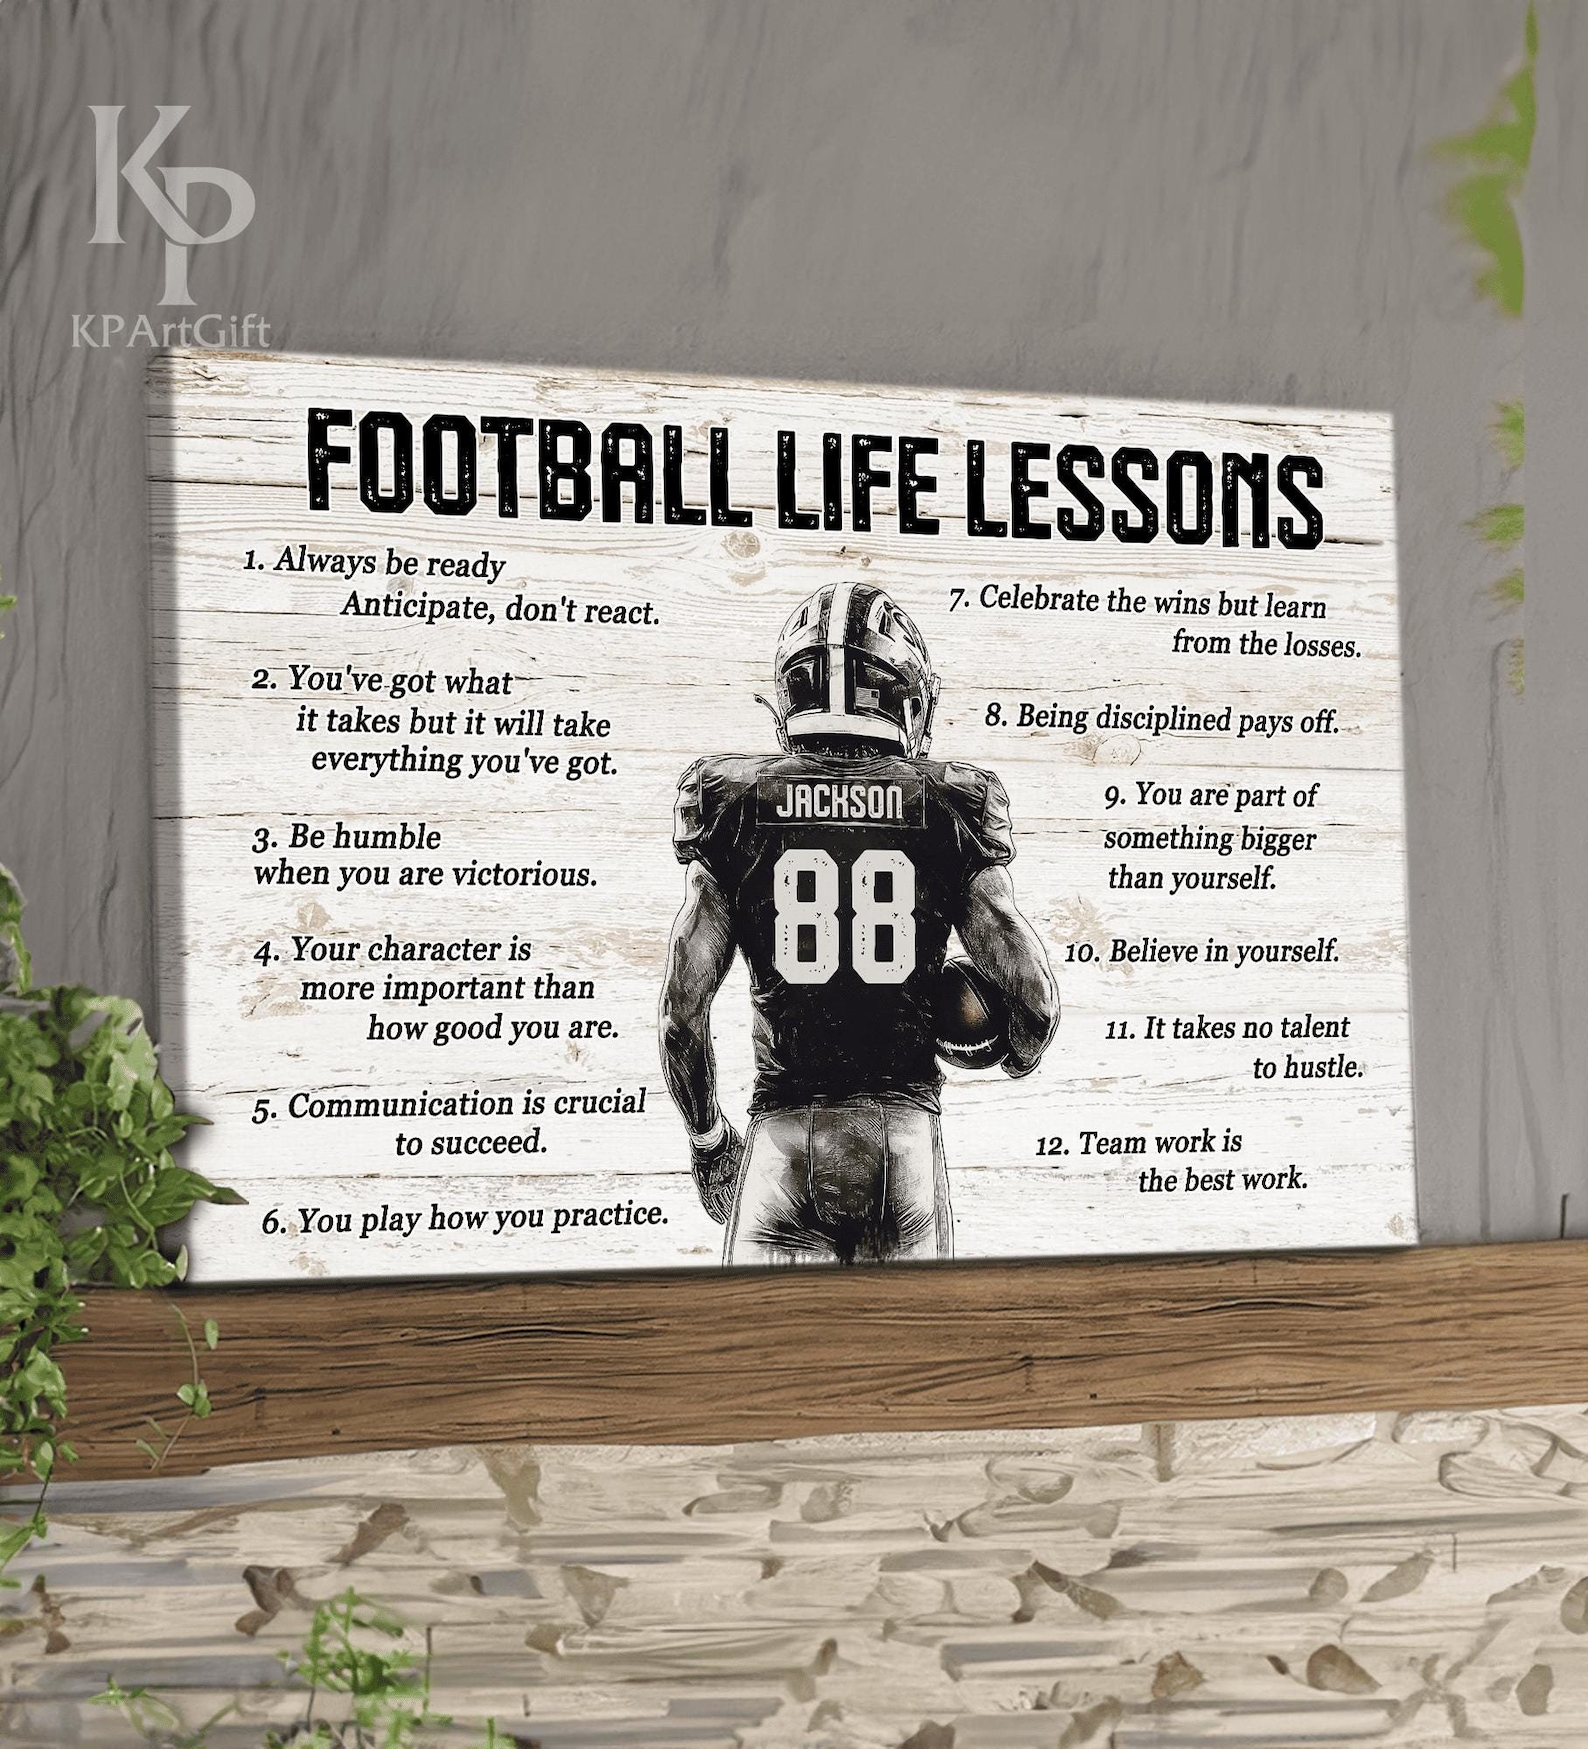 KP
KPArtGift
FOOTBALL LIFE LESSONS
1. Always be ready
Anticipate, don't react.
2. You've got what
it takes but it will take
everything you've got.
3. Be humble
when you are victorious.
4. Your character is
more important than
how good you are.
5. Communication is crucial
to succeed.
6. You play how you practice.
7. Celebrate the wins but learn
from the losses.
8. Being disciplined pays off.
9. You are part of
something bigger
than yourself.
10. Believe in yourself.
11. It takes no talent
to hustle.
12. Team work is
the best work.
JACKSON
88